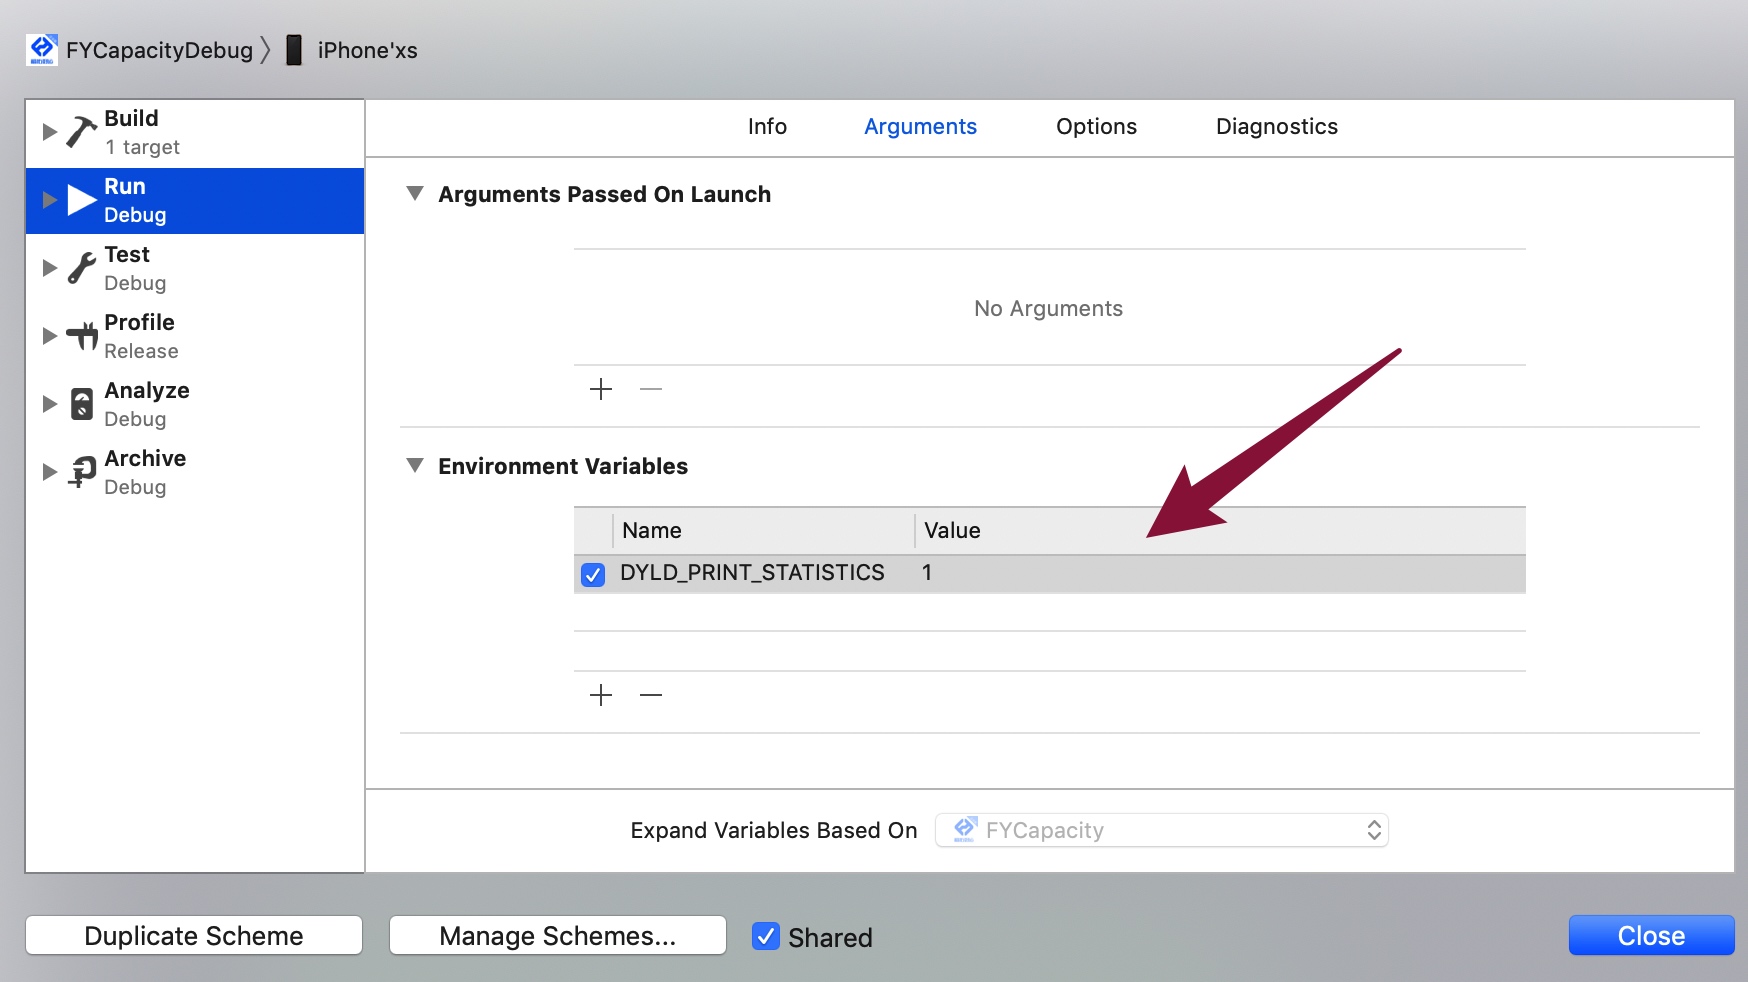 FYCapacityDebug 〉 iPhone'xs
Build
1 target
Run
Debug
Test
Debug
Profile
Release
Analyze
Debug
Archive
Debug
Info Arguments Options Diagnostics
Arguments Passed On Launch
No Arguments
Environment Variables
Name Value
DYLD_PRINT_STATISTICS 1
Expand Variables Based On FYCapacity
Duplicate Scheme Manage Schemes... Shared Close